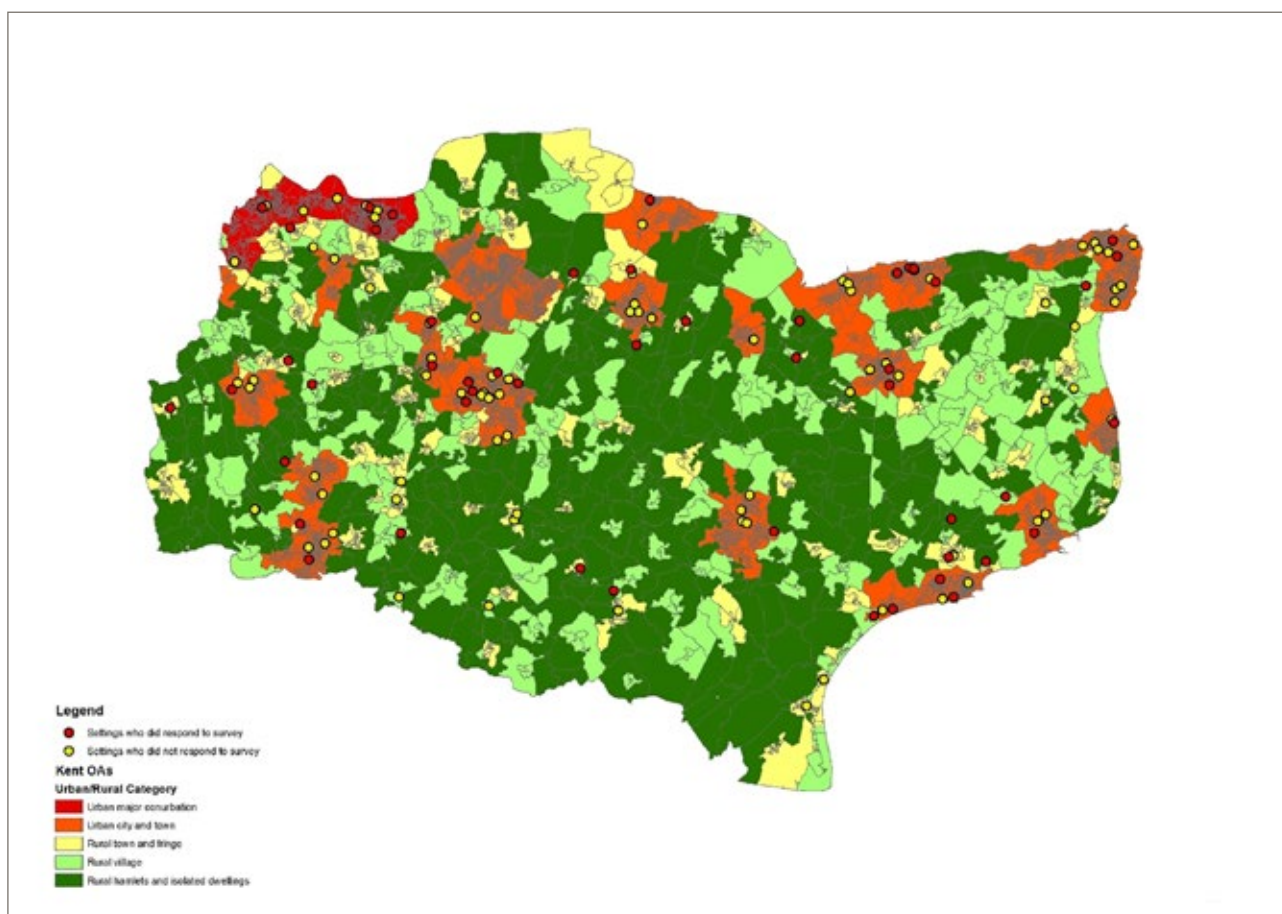 Legend
Settings who did respond to survey
Settings who did not respond to survey
Kent OAs
Urban/Rural Category
Urban major conurbation
Urban city and town
Rural town and fringe
Rural village
Rural hamlets and isolated dwellings